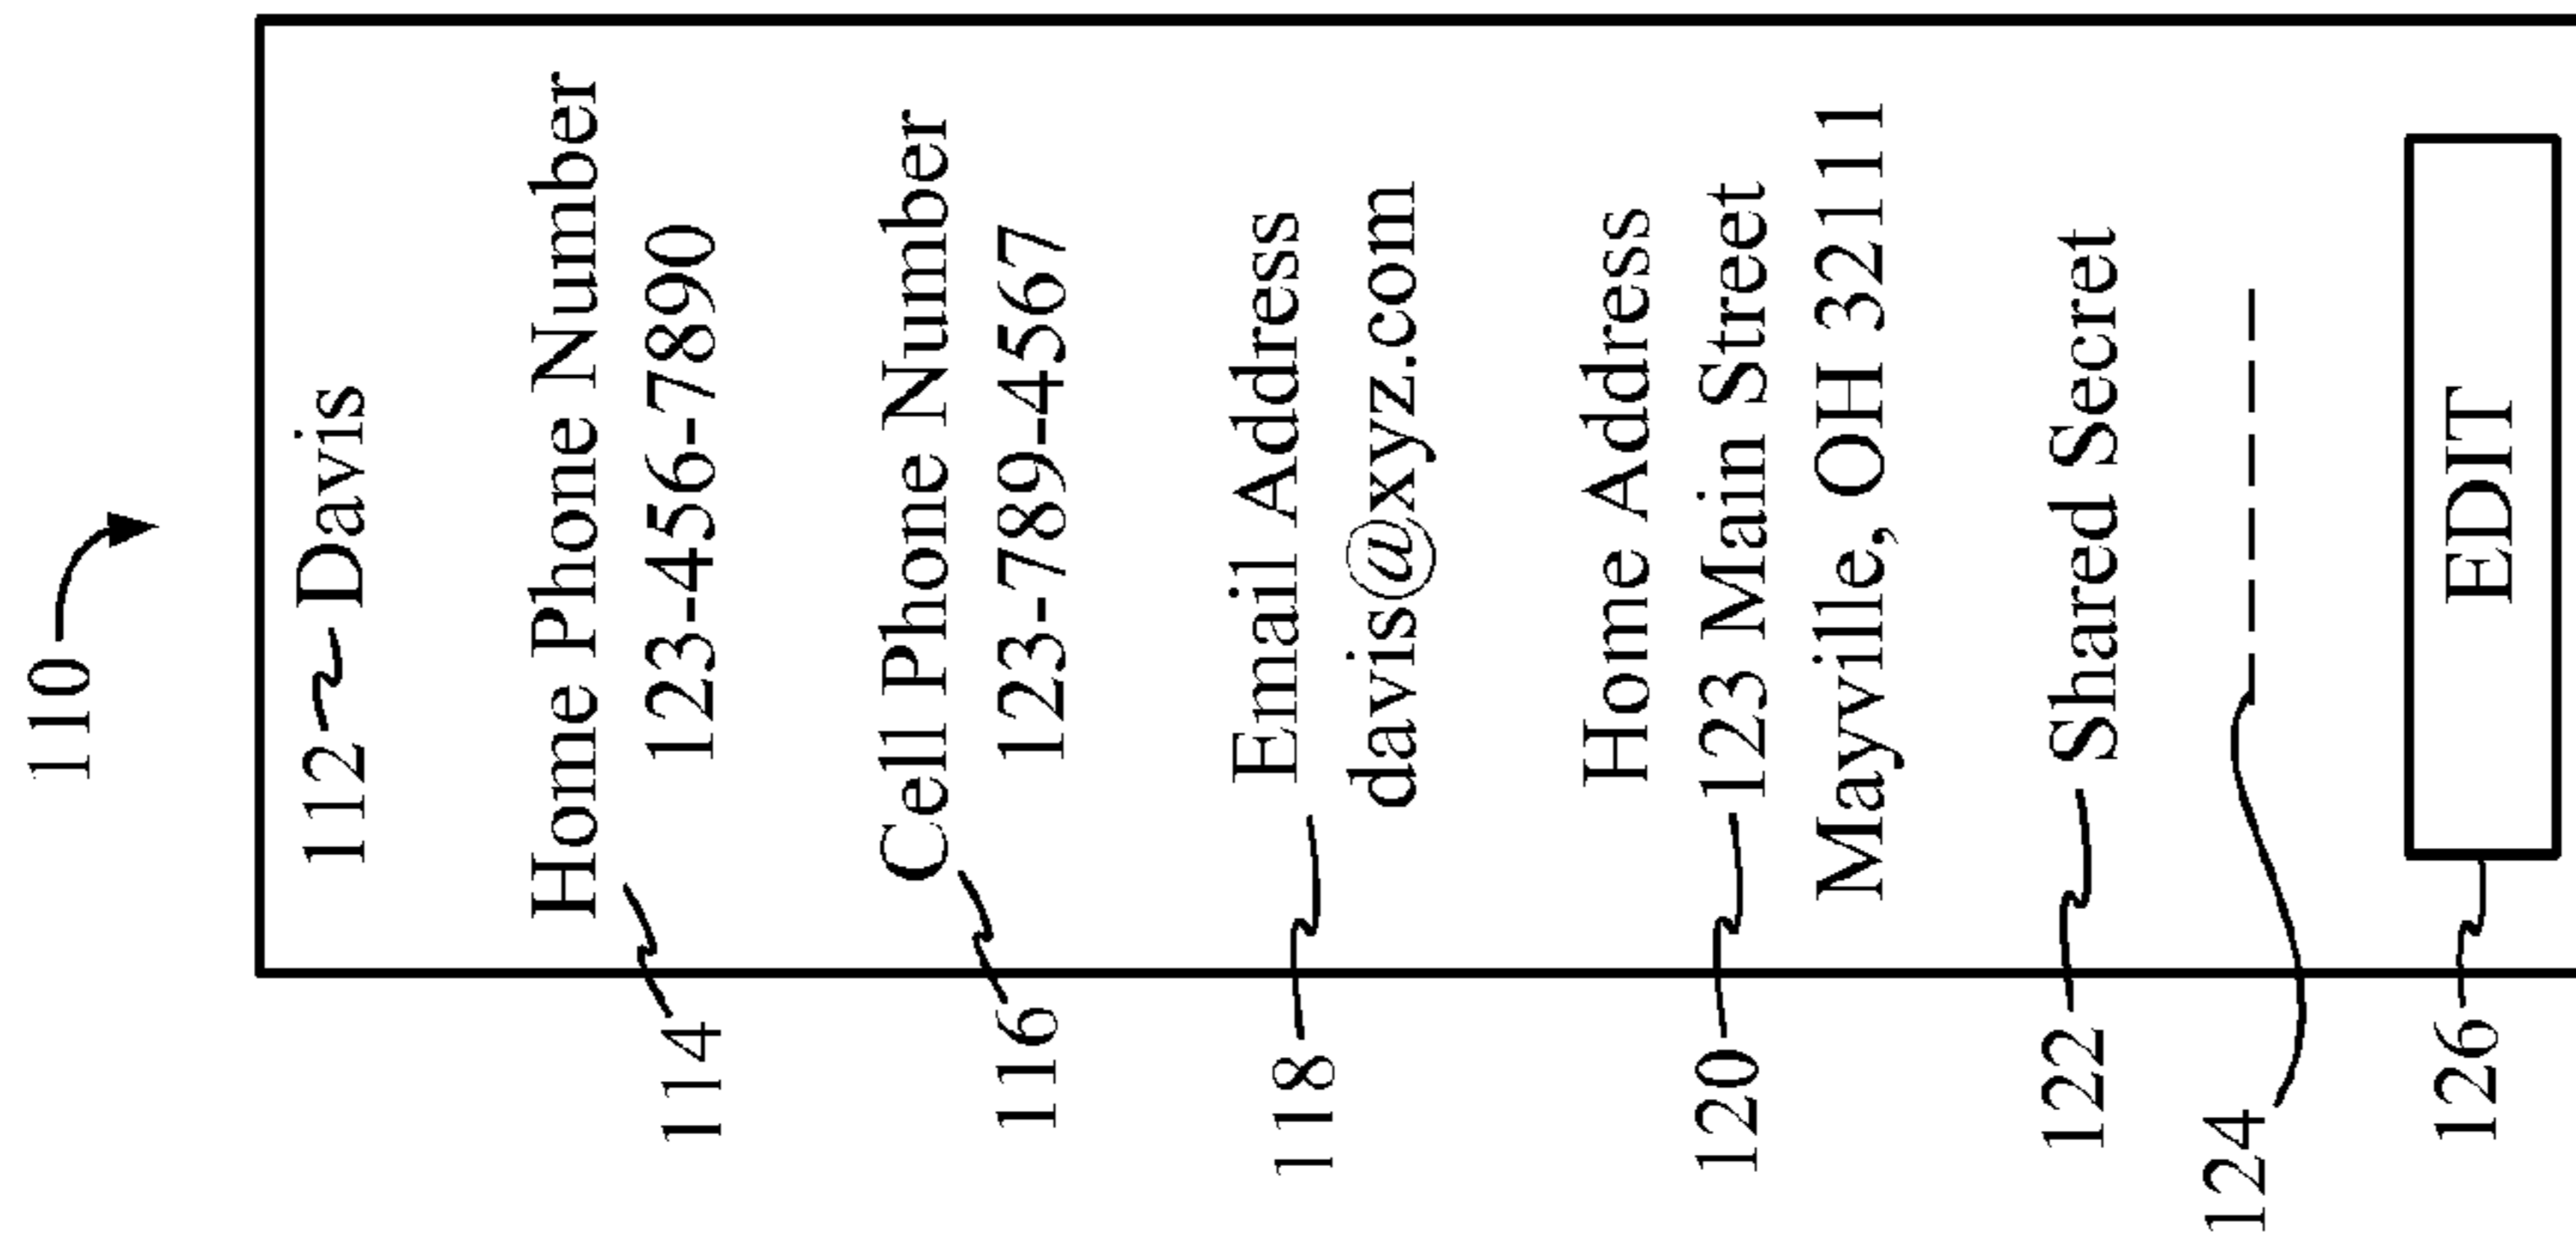 110
112 Davis
Home Phone Number
123-456-7890
114
Cell Phone Number
123-789-4567
116
Email Address
118
davis@xyz.com
Home Address
120 123 Main Street
Mayville, OH 32111
122 Shared Secret
124
126 EDIT